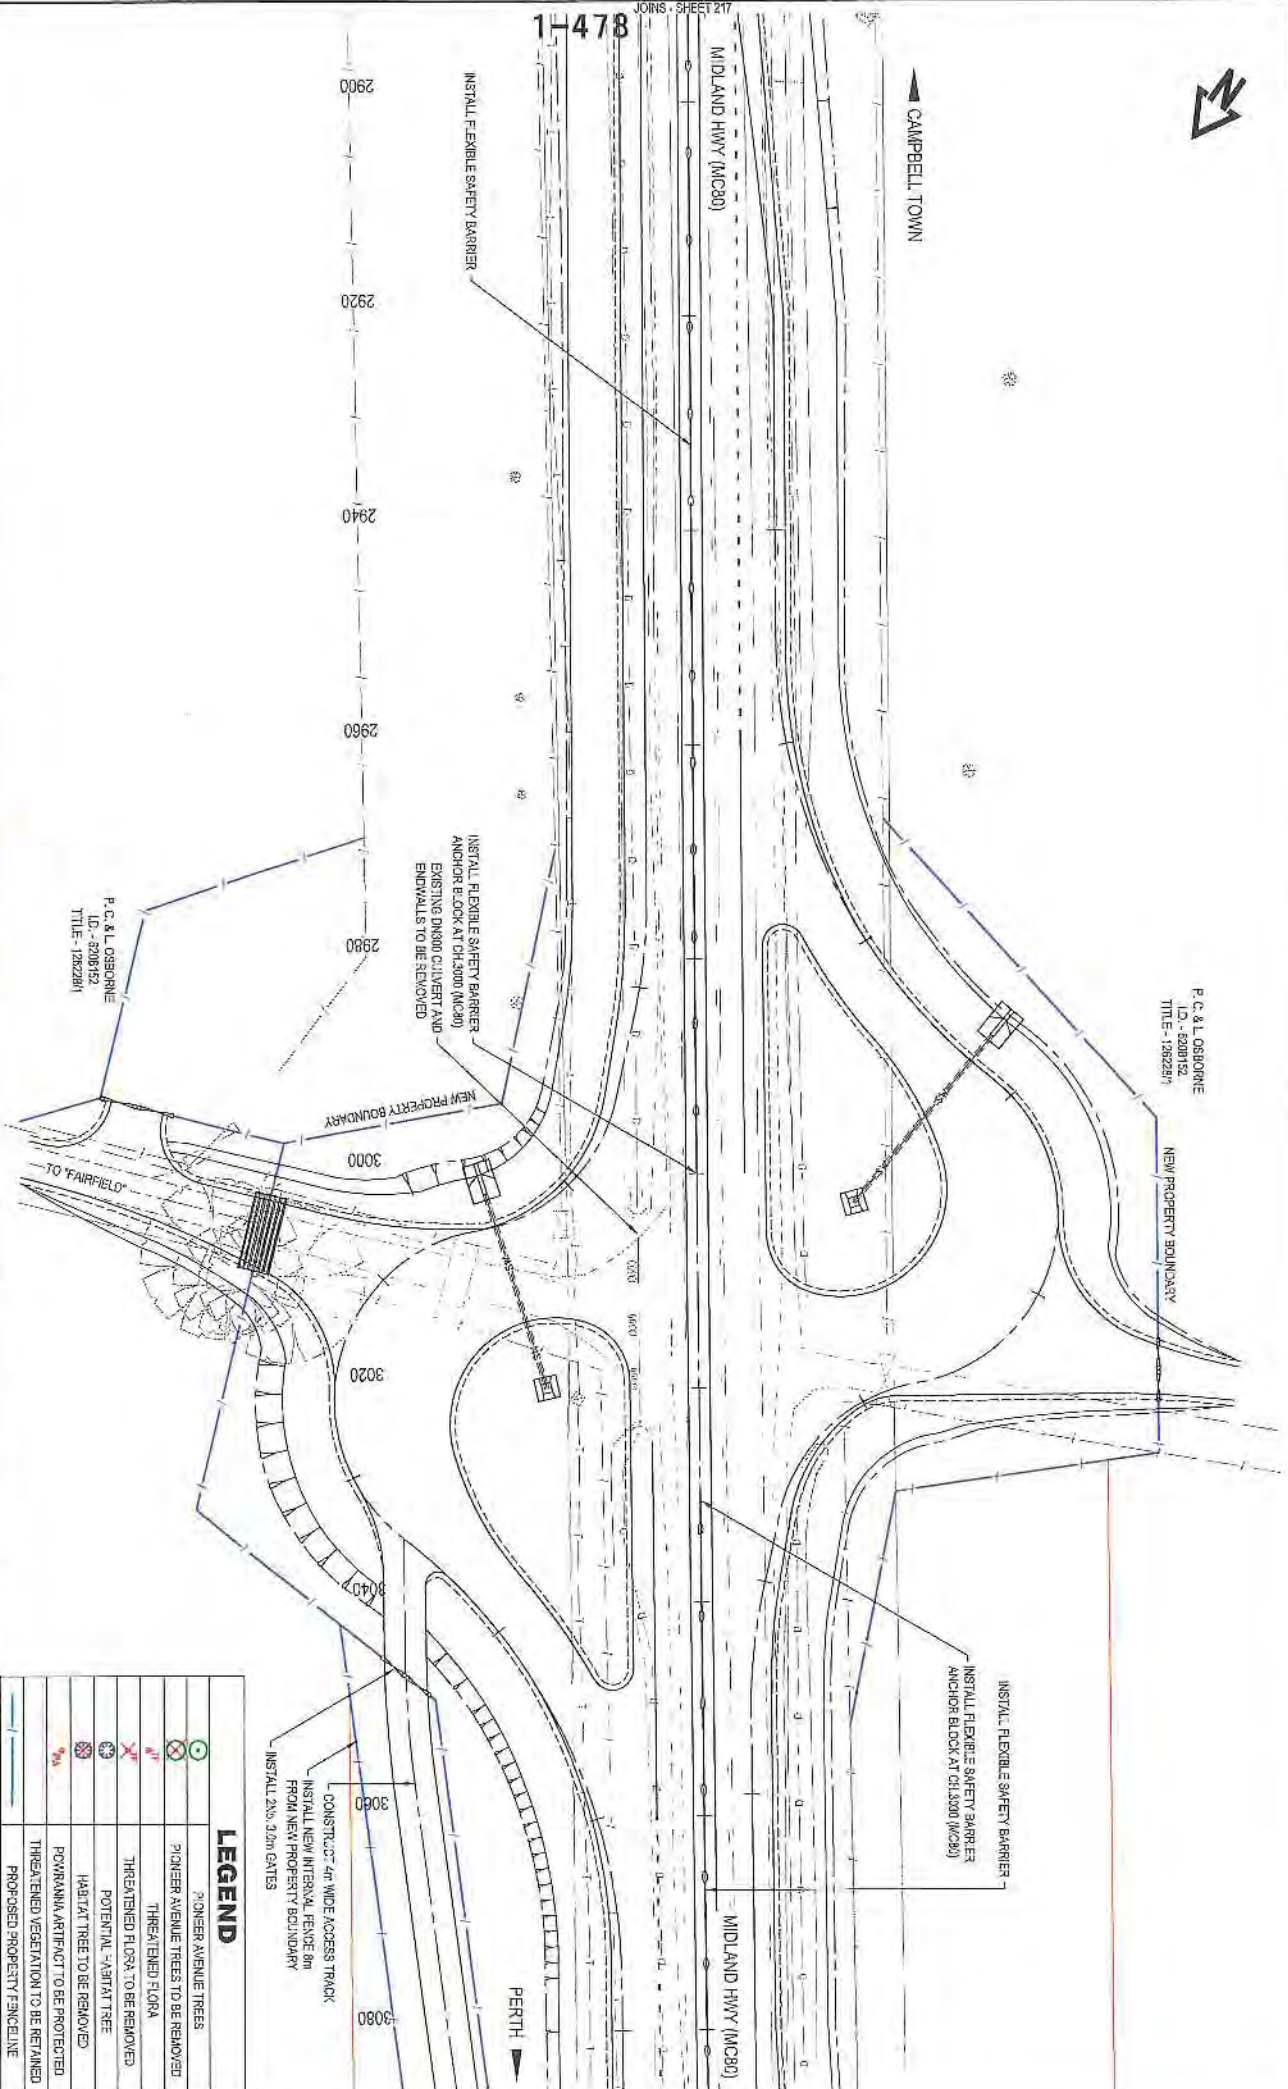 JOINS - SHEET 217
1-478
N
CAMPBELL TOWN
MIDLAND HWY (MC80)
INSTALL FLEXIBLE SAFETY BARRIER
2900
2920
2940
2960
2980
3000
3020
3040
3060
3080
P. C. & L OSBORNE
I.D. - 6208152
TITLE - 126228/1
NEW PROPERTY BOUNDARY
INSTALL FLEXIBLE SAFETY BARRIER
ANCHOR BLOCK AT CH.3000 (MC80)
EXISTING DN300 CULVERT AND
ENDWALLS TO BE REMOVED
NEW PROPERTY BOUNDARY
P. C. & L OSBORNE
I.D. - 6208152
TITLE - 126228/1
TO "FAIRFIELD"
INSTALL FLEXIBLE SAFETY BARRIER
INSTALL FLEXIBLE SAFETY BARRIER
ANCHOR BLOCK AT CH.3030 (MC80)
MIDLAND HWY (MC80)
PERTH
CONSTRUCT 4m WIDE ACCESS TRACK
INSTALL NEW INTERNAL FENCE 8m
FROM NEW PROPERTY BOUNDARY
INSTALL 2No. 3.0m GATES
LEGEND
PIONEER AVENUE TREES
PIONEER AVENUE TREES TO BE REMOVED
TF THREATENED FLORA
TF THREATENED FLORA TO BE REMOVED
POTENTIAL HABITAT TREE
HABITAT TREE TO BE REMOVED
PA POWRANNA ARTIFACT TO BE PROTECTED
THREATENED VEGETATION TO BE RETAINED
PROPOSED PROPERTY FENCELINE